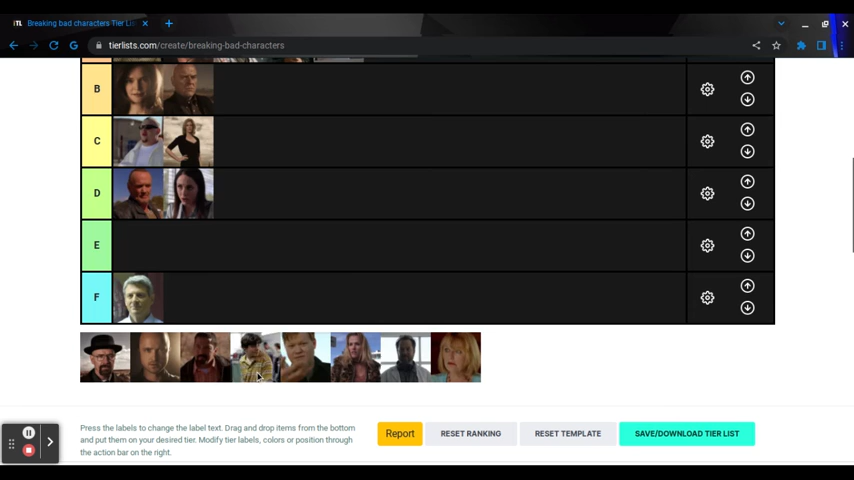 Breaking bad characters Tier Lis
tierlists.com/create/breaking-bad-characters
B
C
D
E
F
Press the labels to change the label text. Drag and drop items from the bottom
and put them on your desired tier. Modify tier labels, colors or position through
the action bar on the right.
Report
RESET RANKING
RESET TEMPLATE
SAVE/DOWNLOAD TIER LIST